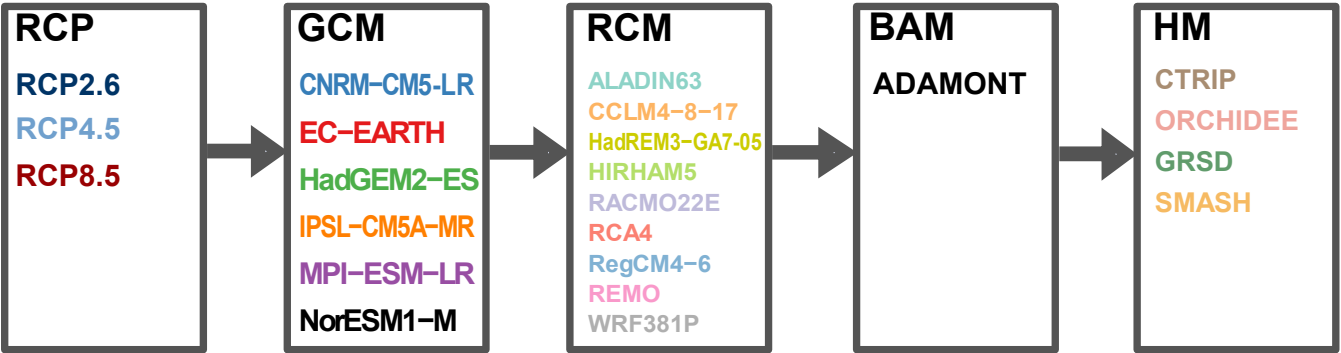 RCP
RCP2.6
RCP4.5
RCP8.5
GCM
CNRM−CM5-LR
EC−EARTH
HadGEM2−ES
IPSL−CM5A−MR
MPI−ESM−LR
NorESM1−M
RCM
ALADIN63
CCLM4−8−17
HadREM3−GA7-05
HIRHAM5
RACMO22E
RCA4
RegCM4−6
REMO
WRF381P
BAM
ADAMONT
HM
CTRIP
ORCHIDEE
GRSD
SMASH